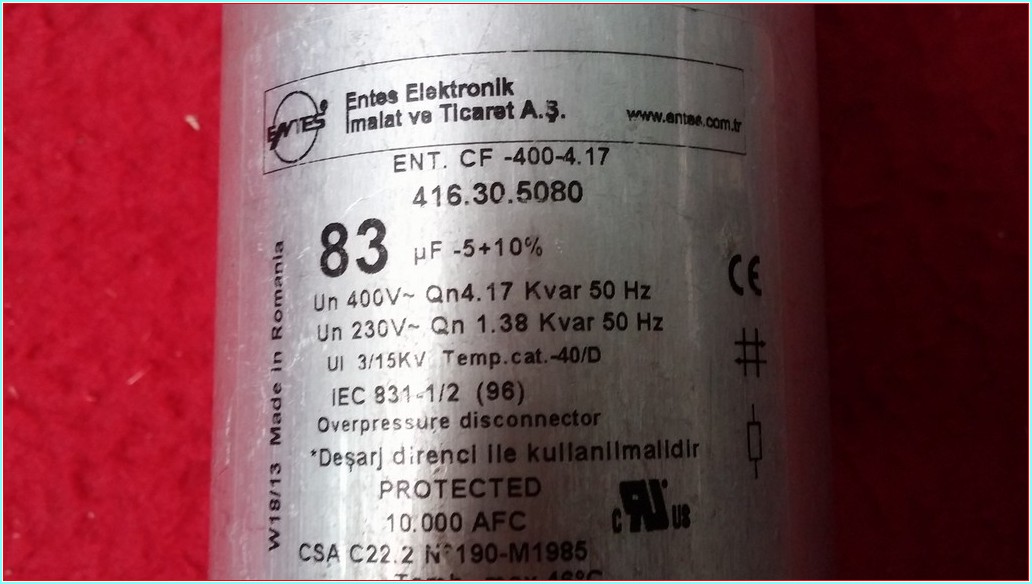 ENTES
Entes Elektronik
İmalat ve Ticaret A.Ş.
www.entes.com.tr
ENT. CF -400-4.17
416.30.5080
83 µF -5+10%
Un 400V~ Qn4.17 Kvar 50 Hz
Un 230V~ Qn 1.38 Kvar 50 Hz
UI 3/15KV Temp.cat.-40/D
IEC 831-1/2 (96)
Overpressure disconnector
*Deşarj direnci ile kullanilmalidir
PROTECTED
10.000 AFC
CSA C22.2 N°190-M1985
W18/13 Made in Romania
CE
c RU US